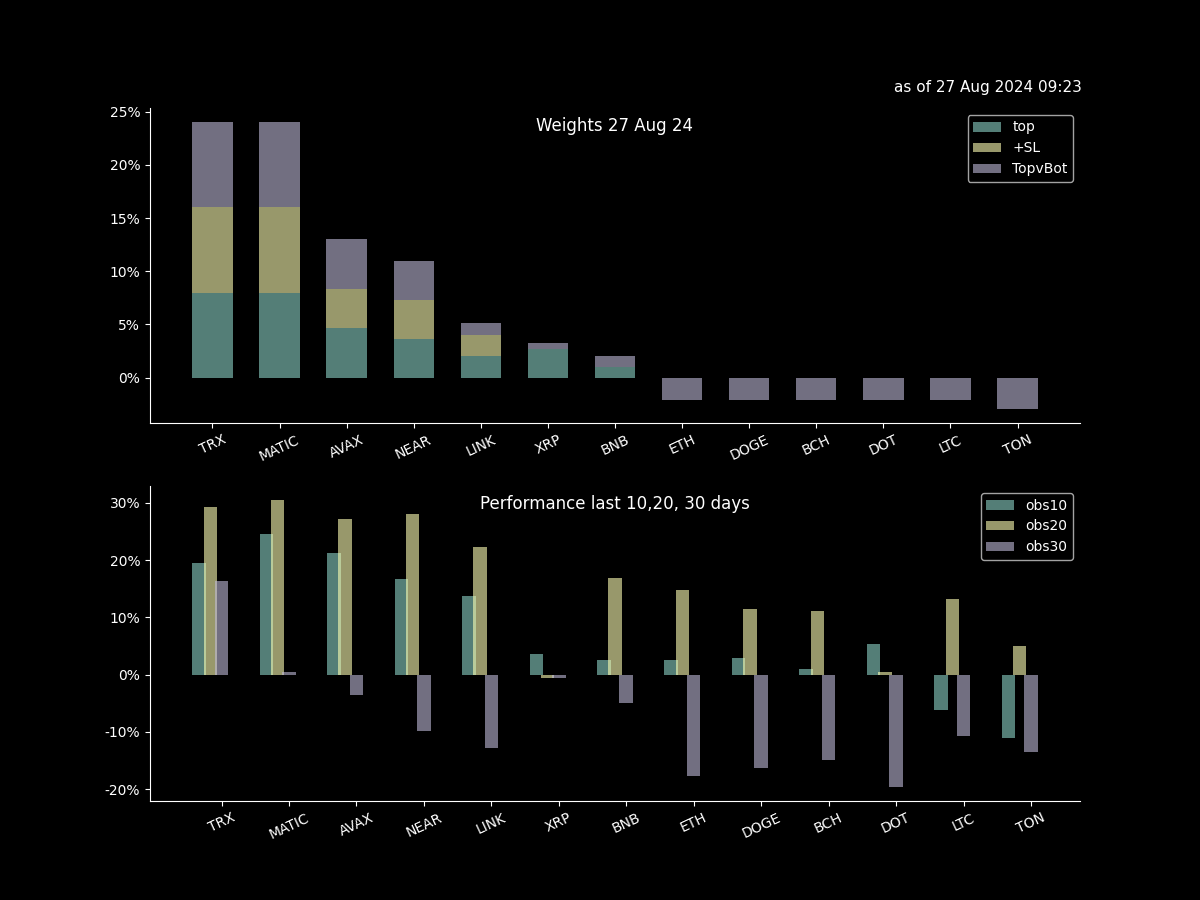 as of 27 Aug 2024 09:23
Weights 27 Aug 24
top
+SL
TopvBot
25%
20%
15%
10%
5%
0%
TRX MATIC AVAX NEAR LINK XRP BNB ETH DOGE BCH DOT LTC TON
Performance last 10,20, 30 days
obs10
obs20
obs30
30%
20%
10%
0%
-10%
-20%
TRX MATIC AVAX NEAR LINK XRP BNB ETH DOGE BCH DOT LTC TON